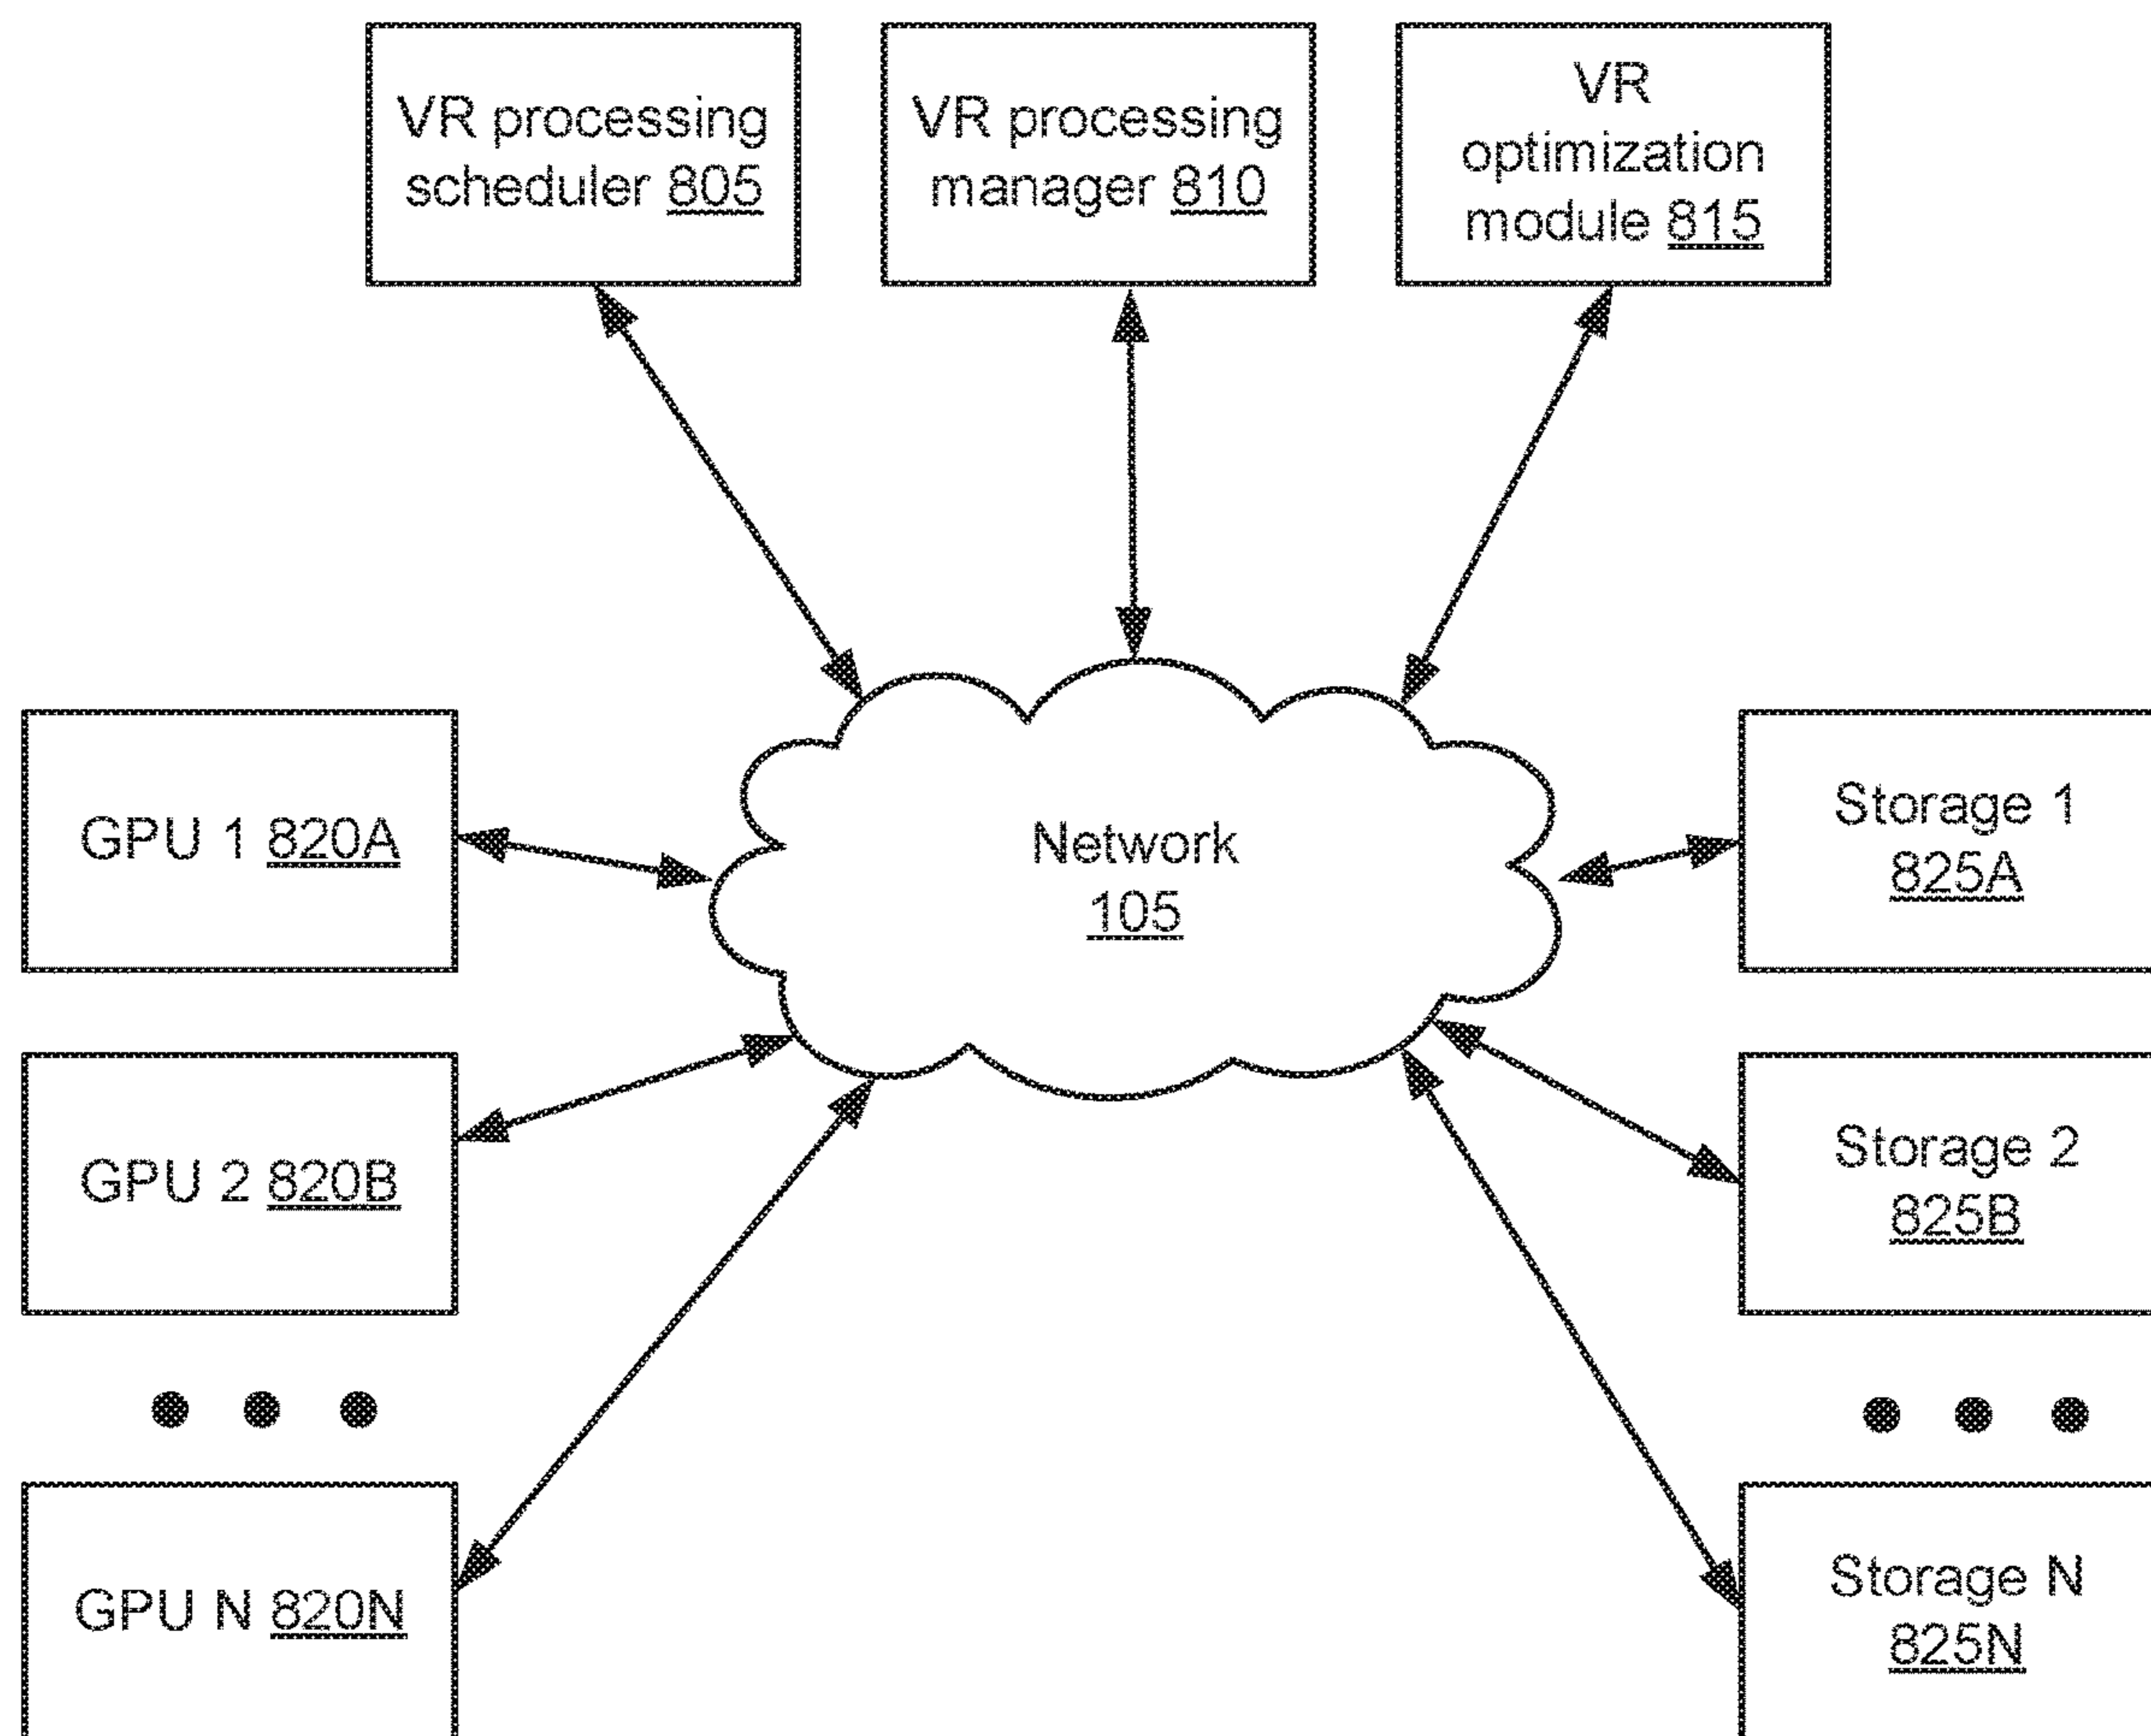 VR processing
scheduler 805
VR processing
manager 810
VR
optimization
module 815
GPU 1 820A
Network
105
Storage 1
825A
GPU 2 820B
Storage 2
825B
GPU N 820N
Storage N
825N